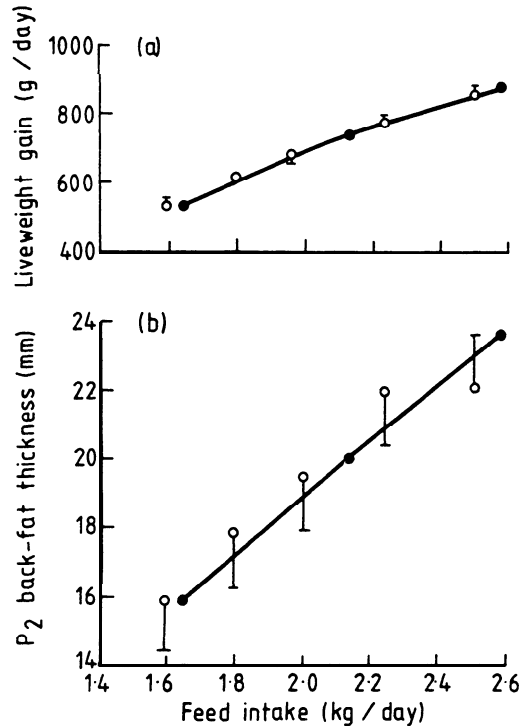 (a)
Liveweight gain (g / day)
1000
800
600
400
(b)
P2 back-fat thickness (mm)
24
22
20
18
16
14
1·4 1·6 1·8 2·0 2·2 2·4 2·6
Feed intake (kg / day)